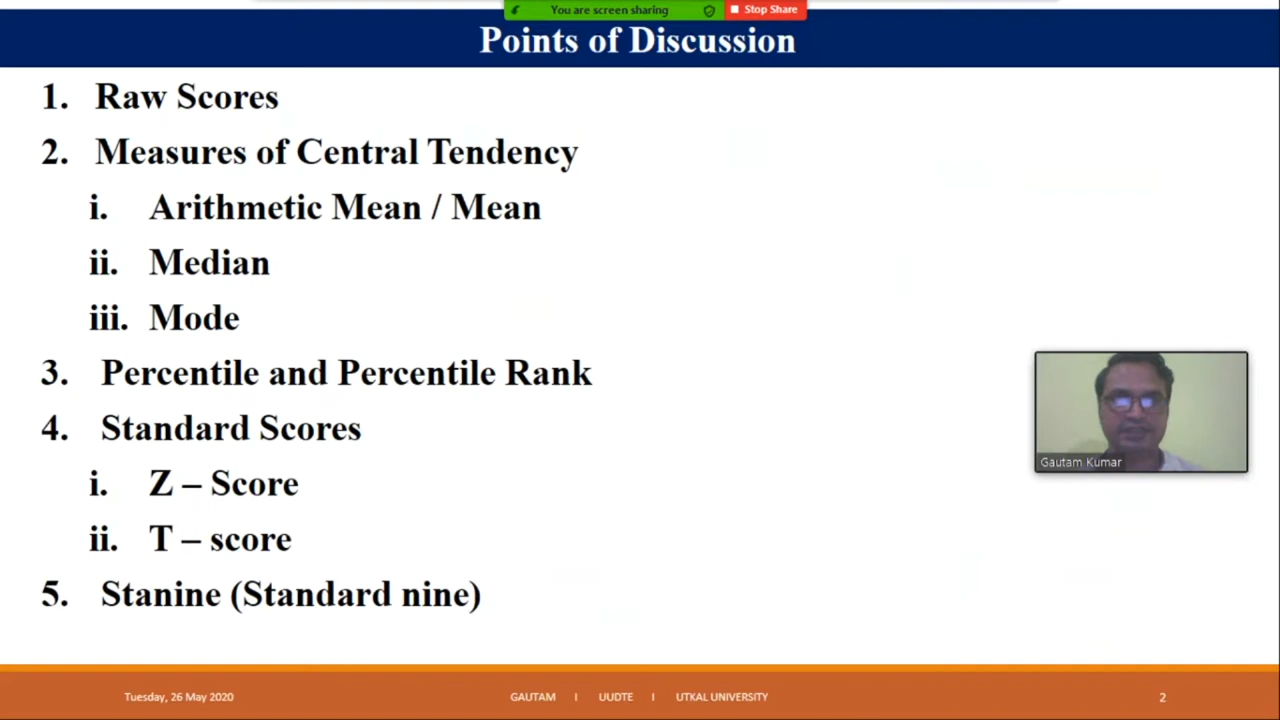 You are screen sharing Stop Share
Points of Discussion
1. Raw Scores
2. Measures of Central Tendency
i. Arithmetic Mean / Mean
ii. Median
iii. Mode
3. Percentile and Percentile Rank
4. Standard Scores
i. Z – Score
ii. T – score
5. Stanine (Standard nine)
Gautam Kumar
Tuesday, 26 May 2020 GAUTAM I UUDTE I UTKAL UNIVERSITY 2